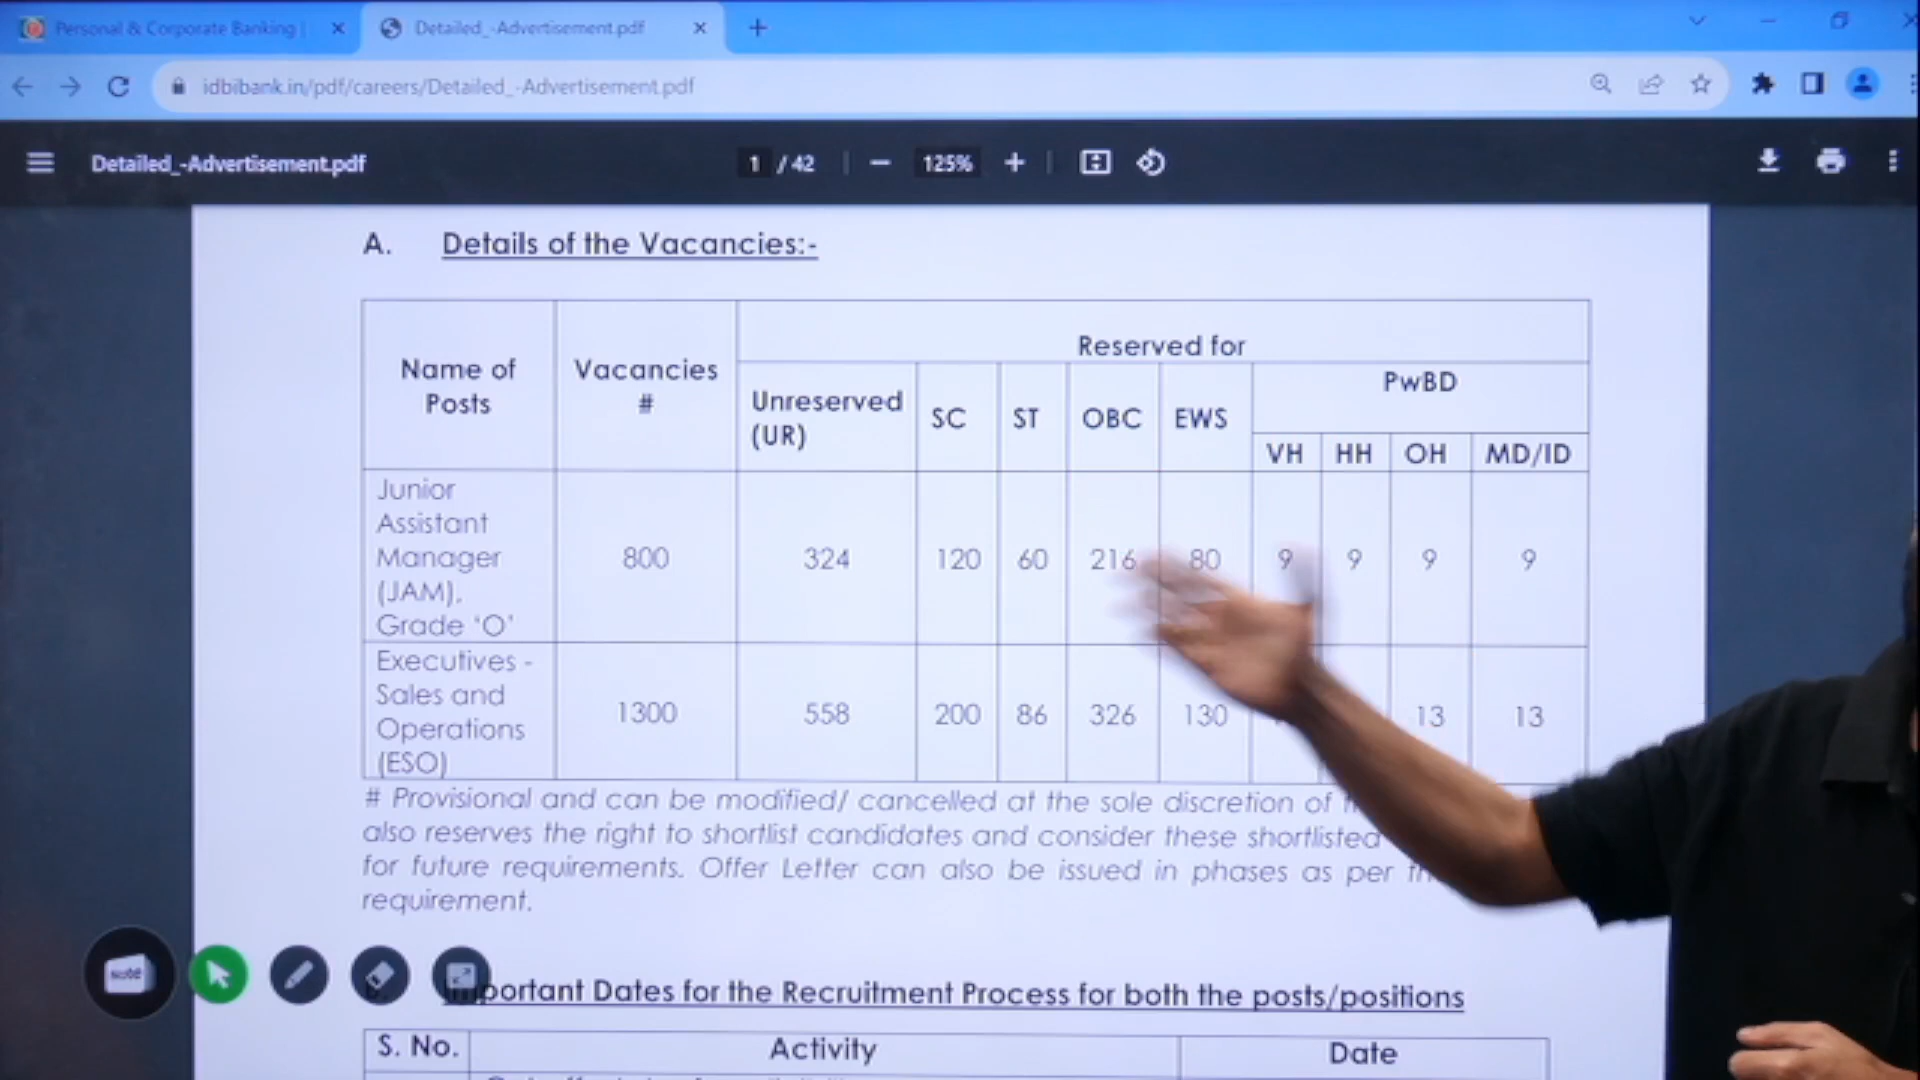 Personal & Corporate Banking |
Detailed_-Advertisement.pdf
idbibank.in/pdf/careers/Detailed_-Advertisement.pdf
Detailed_-Advertisement.pdf
1 / 42
125%
A. Details of the Vacancies:-
Name of Posts
Vacancies #
Reserved for
Unreserved (UR)
SC
ST
OBC
EWS
PwBD
VH
HH
OH
MD/ID
Junior Assistant Manager (JAM), Grade ‘O’
800
324
120
60
216
80
9
9
9
9
Executives - Sales and Operations (ESO)
1300
558
200
86
326
130
13
13
# Provisional and can be modified/ cancelled at the sole discretion of
also reserves the right to shortlist candidates and consider these shortlisted
for future requirements. Offer Letter can also be issued in phases as per
requirement.
Note
Important Dates for the Recruitment Process for both the posts/positions
S. No.
Activity
Date